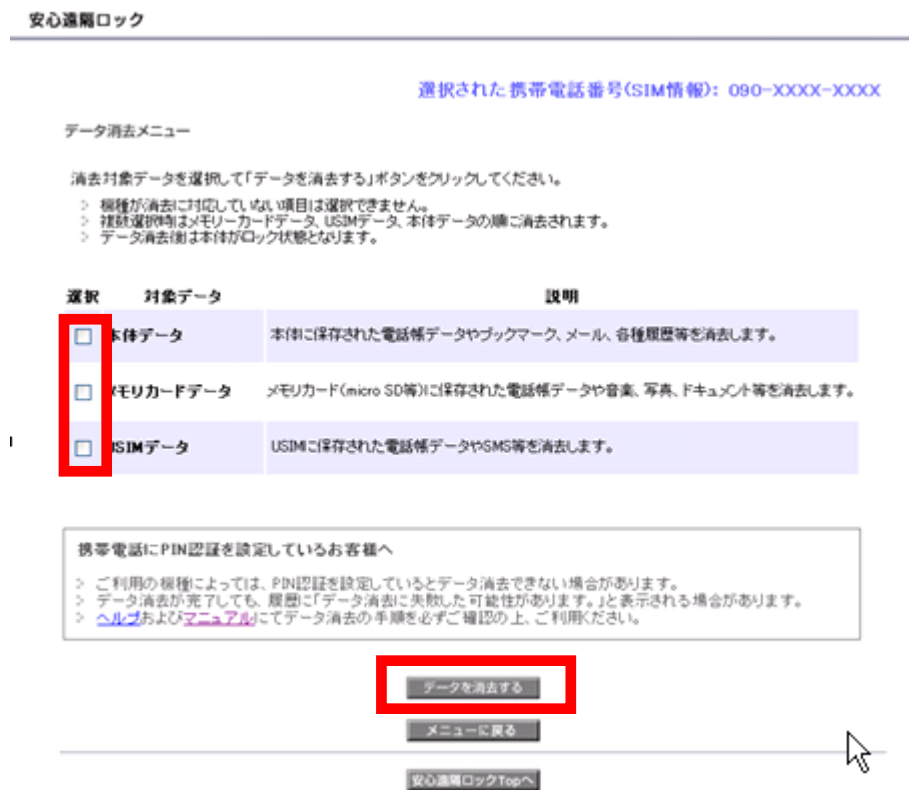 安心遠隔ロック
選択された携帯電話番号(SIM情報): 090-XXXX-XXXX
データ消去メニュー
消去対象データを選択して「データを消去する」ボタンをクリックしてください。
> 機種が消去に対応していない項目は選択できません。
> 複数選択時はメモリーカードデータ、USIMデータ、本体データの順に消去されます。
> データ消去後は本体がロック状態となります。
選択 対象データ 説明
本体データ 本体に保存された電話帳データやブックマーク、メール、各種履歴等を消去します。
メモリカードデータ メモリカード(micro SD等)に保存された電話帳データや音楽、写真、ドキュメント等を消去します。
USIMデータ USIMに保存された電話帳データやSMS等を消去します。
携帯電話にPIN認証を設定しているお客様へ
> ご利用の機種によっては、PIN認証を設定しているとデータ消去できない場合があります。
> データ消去が完了しても、履歴に「データ消去に失敗した可能性があります。」と表示される場合があります。
> ヘルプおよびマニュアルにてデータ消去の手順を必ずご確認の上、ご利用ください。
データを消去する
メニューに戻る
安心遠隔ロックTopへ